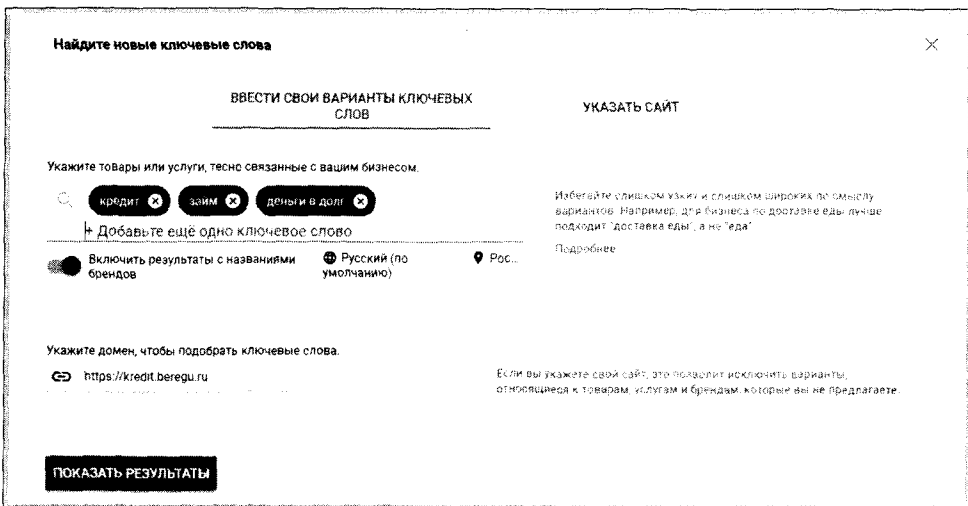 Найдите новые ключевые слова
ВВЕСТИ СВОИ ВАРИАНТЫ КЛЮЧЕВЫХ
СЛОВ
УКАЗАТЬ САЙТ
Укажите товары или услуги, тесно связанные с вашим бизнесом.
кредит
займ
деньги в долг
+ Добавьте ещё одно ключевое слово
Избегайте слишком узких и слишком широких по смыслу
вариантов. Например, для бизнеса по доставке еды лучше
подходит "доставка еды", а не "еда"
Подробнее
Включить результаты с названиями
брендов
Русский (по
умолчанию)
Рос...
Укажите домен, чтобы подобрать ключевые слова.
https://kredit.beregu.ru
Если вы укажете свой сайт, это позволит исключить варианты,
относящиеся к товарам, услугам и брендам, которые вы не предлагаете.
ПОКАЗАТЬ РЕЗУЛЬТАТЫ